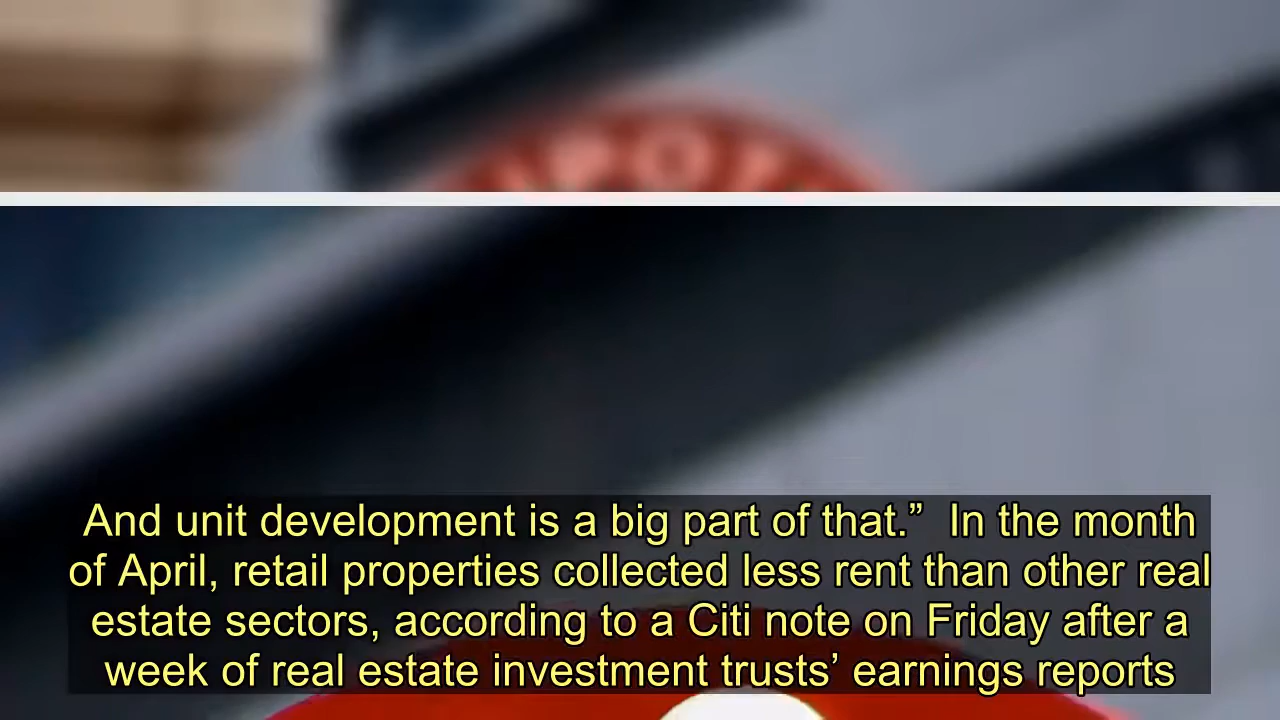 And unit development is a big part of that.”  In the month
of April, retail properties collected less rent than other real
estate sectors, according to a Citi note on Friday after a
week of real estate investment trusts’ earnings reports